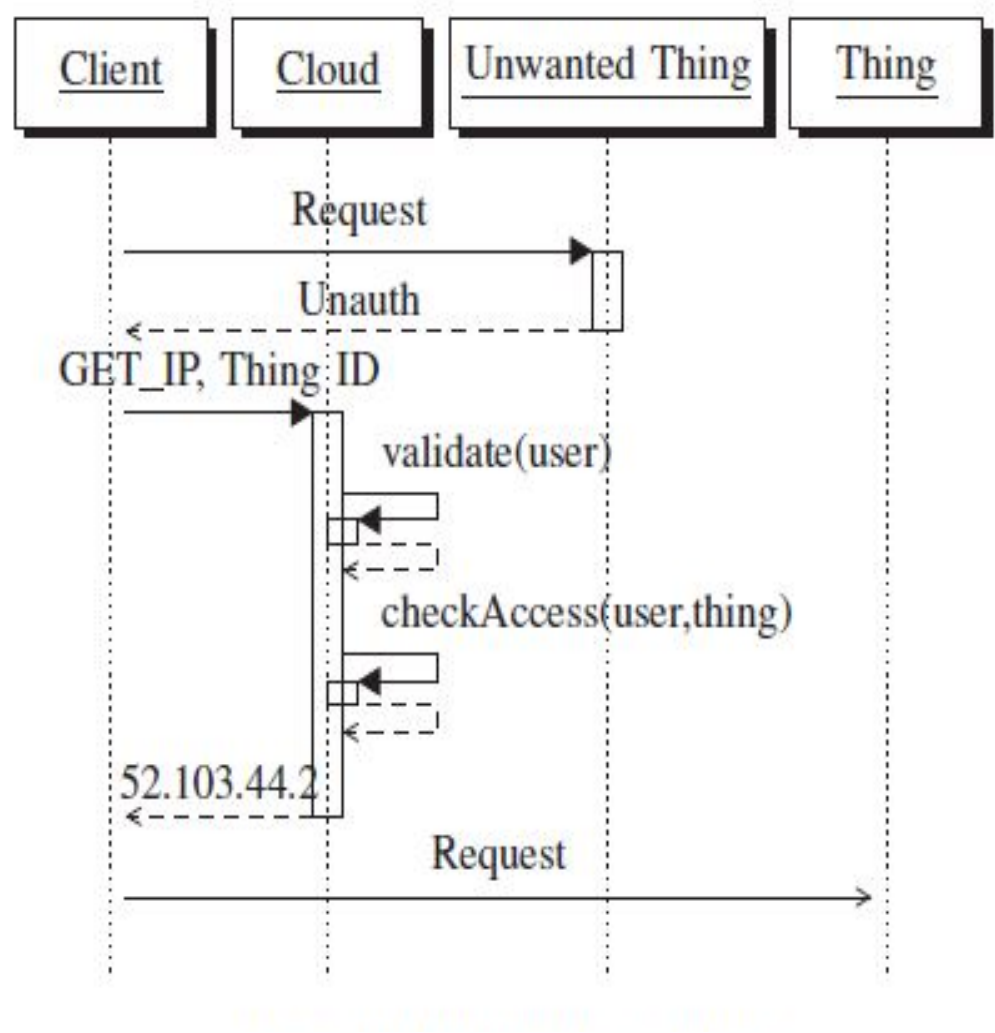 Client
Cloud
Unwanted Thing
Thing
Request
Unauth
GET_IP, Thing ID
validate(user)
checkAccess(user,thing)
52.103.44.2
Request